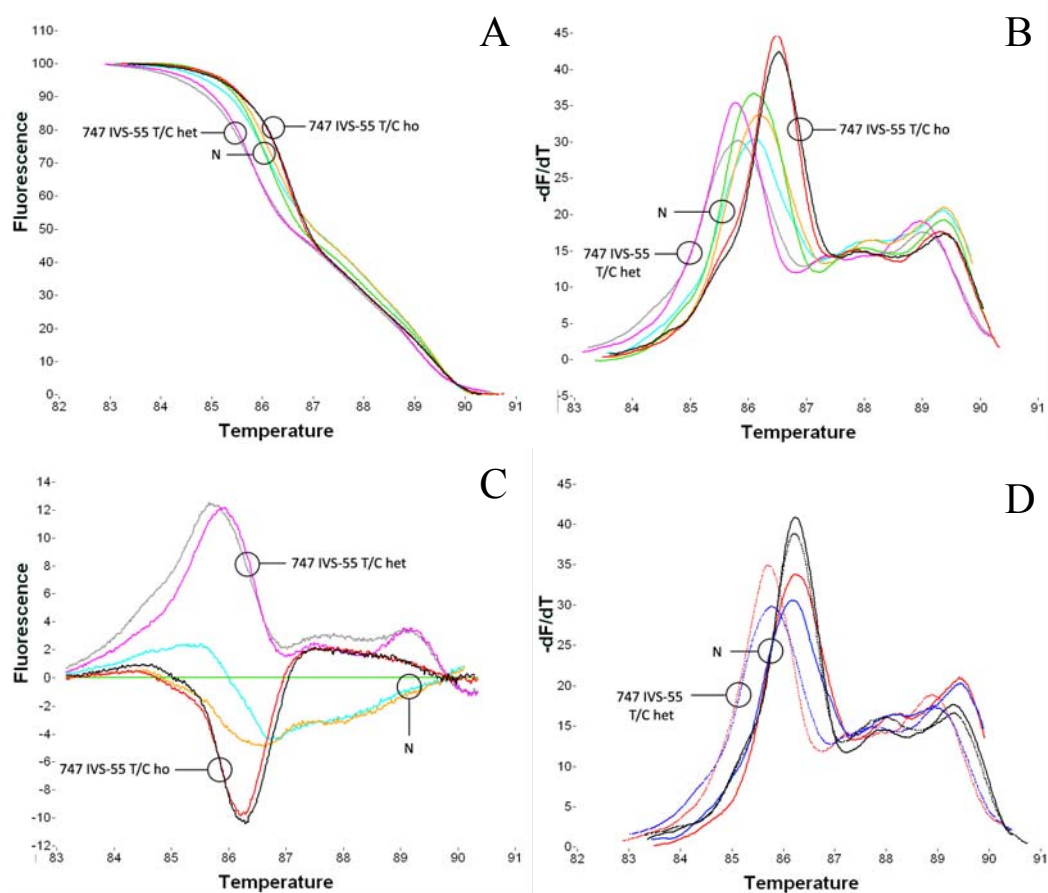 A
110-
100-
90-
80-
70-
60-
50-
40-
30-
20-
10-
0-
Fluorescence
747 IVS-55 T/C het
747 IVS-55 T/C ho
N
82 83 84 85 86 87 88 89 90 91
Temperature
B
45-
40-
35-
30-
25-
20-
15-
10-
5-
0-
-5-
-dF/dT
747 IVS-55 T/C ho
N
747 IVS-55
T/C het
83 84 85 86 87 88 89 90 91
Temperature
C
14-
12-
10-
8-
6-
4-
2-
0-
-2-
-4-
-6-
-8-
-10-
-12-
Fluorescence
747 IVS-55 T/C het
N
747 IVS-55 T/C ho
83 84 85 86 87 88 89 90 91
Temperature
D
45-
40-
35-
30-
25-
20-
15-
10-
5-
0-
-dF/dT
N
747 IVS-55
T/C het
82 83 84 85 86 87 88 89 90 91
Temperature